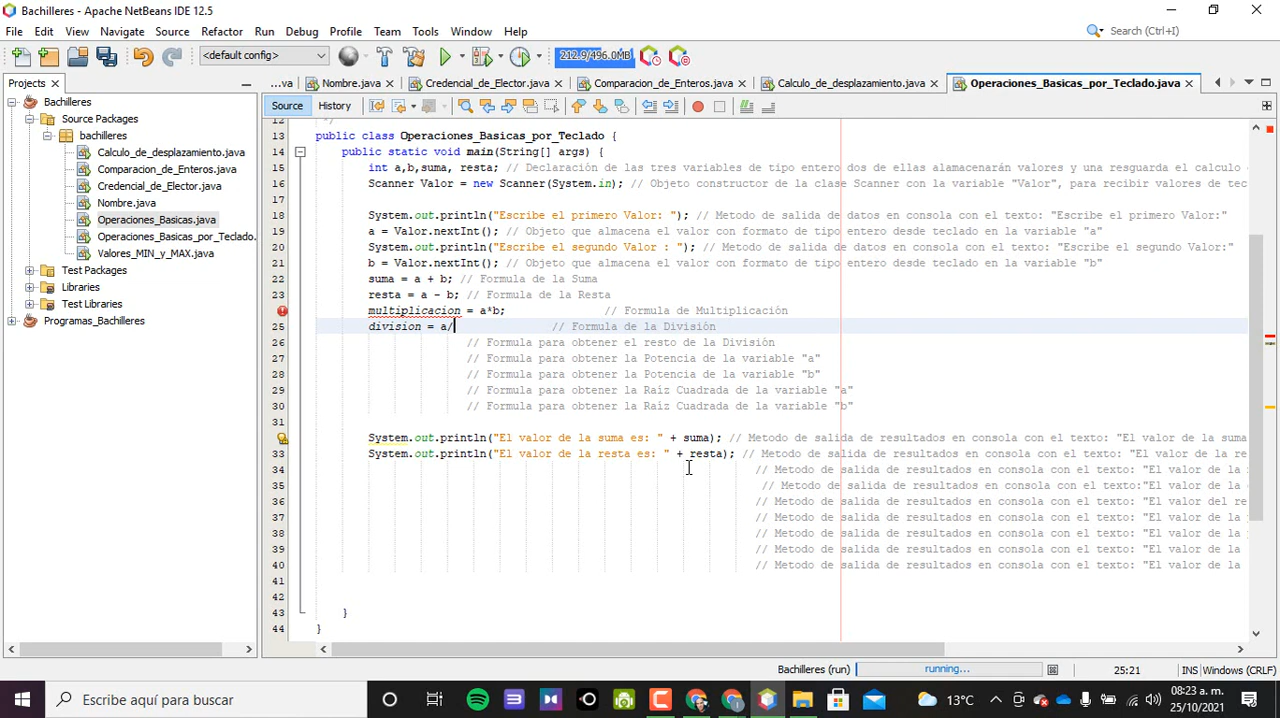 Bachilleres - Apache NetBeans IDE 12.5
File Edit View Navigate Source Refactor Run Debug Profile Team Tools Window Help Search (Ctrl+I)
<default config> 212.9/496.0MB
Projects
...va Nombre.java Credencial_de_Elector.java Comparacion_de_Enteros.java Calculo_de_desplazamiento.java Operaciones_Basicas_por_Teclado.java
Bachilleres
Source Packages
bachilleres
Calculo_de_desplazamiento.java
Comparacion_de_Enteros.java
Credencial_de_Elector.java
Nombre.java
Operaciones_Basicas.java
Operaciones_Basicas_por_Teclado.
Valores_MIN_y_MAX.java
Test Packages
Libraries
Test Libraries
Programas_Bachilleres
Source History
12 */
13 public class Operaciones_Basicas_por_Teclado {
14 public static void main(String[] args) {
15 int a,b,suma, resta; // Declaración de las tres variables de tipo entero dos de ellas alamacenarán valores y una resguarda el calculo
16 Scanner Valor = new Scanner(System.in); // Objeto constructor de la clase Scanner con la variable "Valor", para recibir valores de tec
17
18 System.out.println("Escribe el primero Valor: "); // Metodo de salida de datos en consola con el texto: "Escribe el primero Valor:"
19 a = Valor.nextInt(); // Objeto que almacena el valor con formato de tipo entero desde teclado en la variable "a"
20 System.out.println("Escribe el segundo Valor : "); // Metodo de salida de datos en consola con el texto: "Escribe el segundo Valor:"
21 b = Valor.nextInt(); // Objeto que almacena el valor con formato de tipo entero desde teclado en la variable "b"
22 suma = a + b; // Formula de la Suma
23 resta = a - b; // Formula de la Resta
multiplicacion = a*b; // Formula de Multiplicación
25 division = a/ // Formula de la División
26 // Formula para obtener el resto de la División
27 // Formula para obtener la Potencia de la variable "a"
28 // Formula para obtener la Potencia de la variable "b"
29 // Formula para obtener la Raíz Cuadrada de la variable "a"
30 // Formula para obtener la Raíz Cuadrada de la variable "b"
31
System.out.println("El valor de la suma es: " + suma); // Metodo de salida de resultados en consola con el texto: "El valor de la suma
33 System.out.println("El valor de la resta es: " + resta); // Metodo de salida de resultados en consola con el texto: "El valor de la re
34 // Metodo de salida de resultados en consola con el texto: "El valor de la
35 // Metodo de salida de resultados en consola con el texto:"El valor de la
36 // Metodo de salida de resultados en consola con el texto: "El valor del re
37 // Metodo de salida de resultados en consola con el texto: "El valor de la
38 // Metodo de salida de resultados en consola con el texto: "El valor de la
39 // Metodo de salida de resultados en consola con el texto: "El valor de la
40 // Metodo de salida de resultados en consola con el texto: "El valor de la
41
42
43 }
44 }
Bachilleres (run) running... 25:21 INS Windows (CRLF)
Escribe aquí para buscar 13°C 08:23 a. m.
25/10/2021